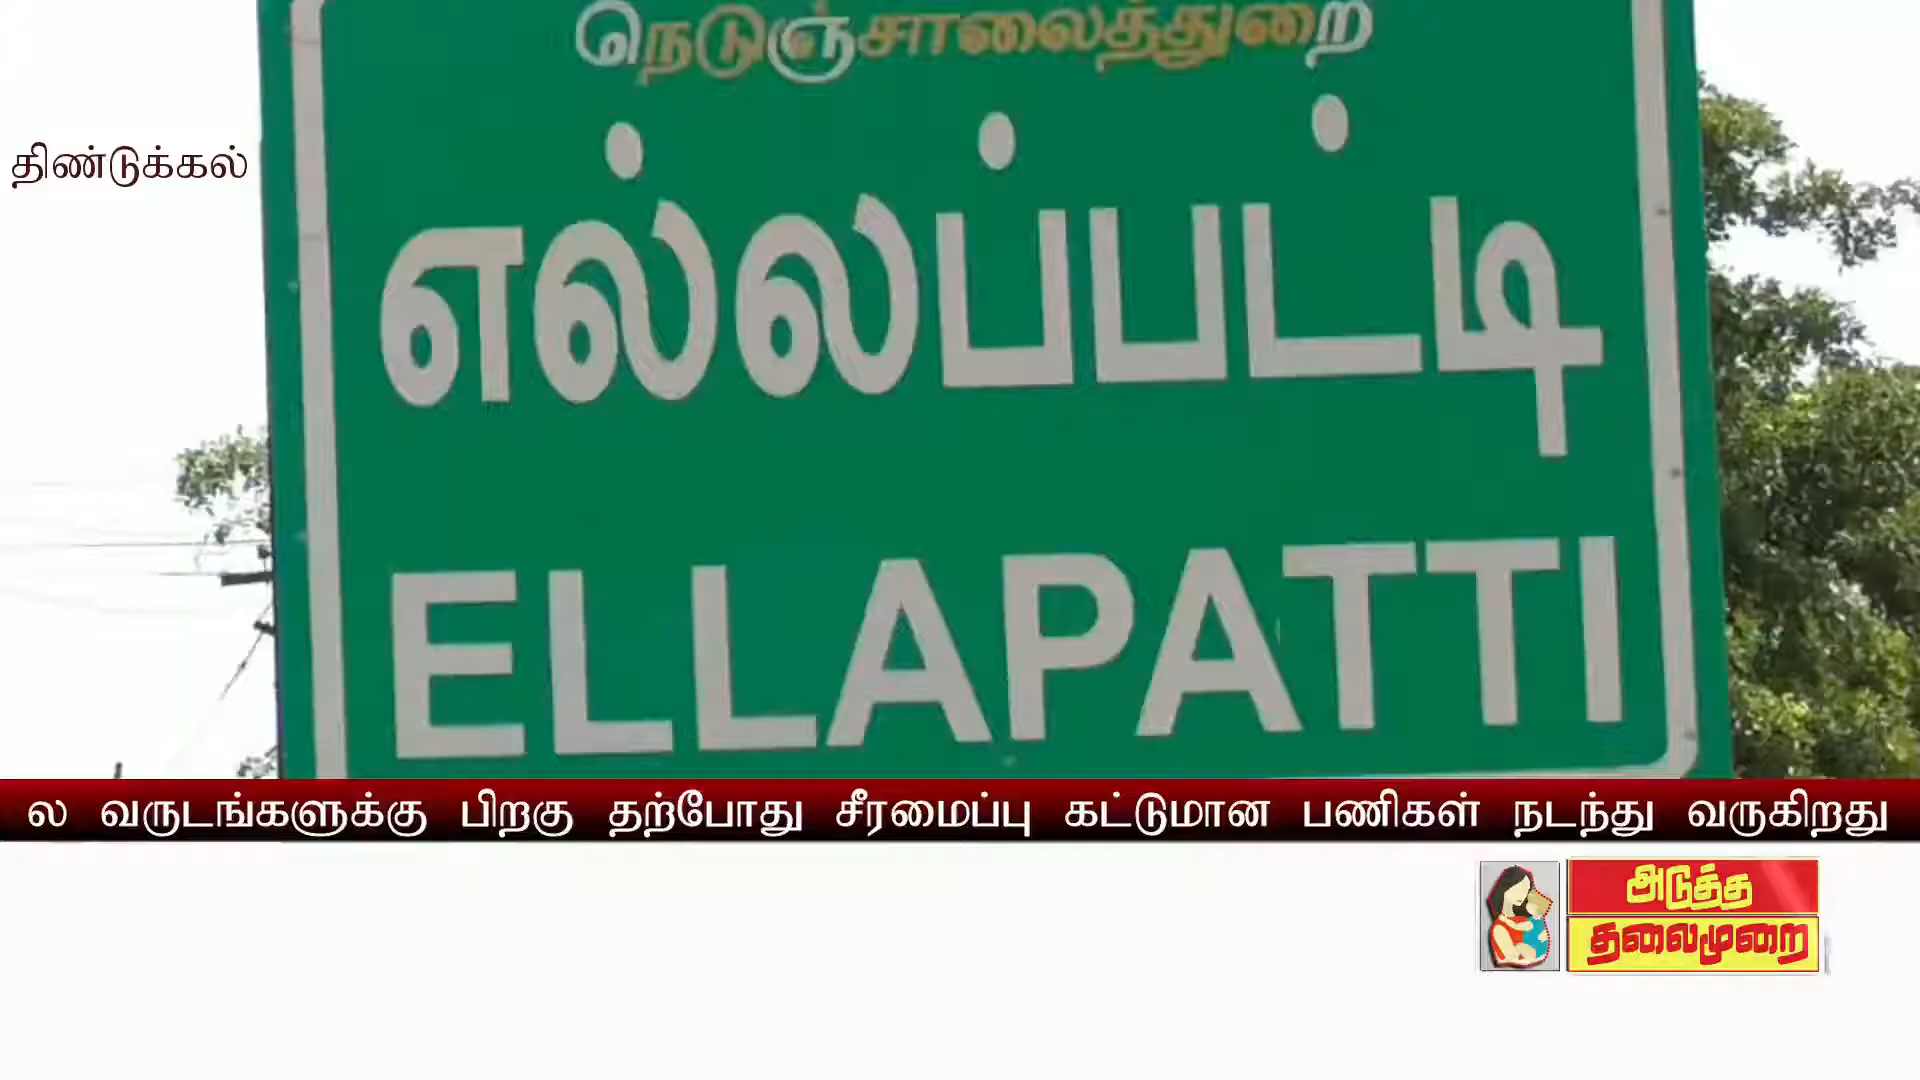 நெடுஞ்சாலைத்துறை
திண்டுக்கல்
எல்லப்பட்டி
ELLAPATTI
ல வருடங்களுக்கு பிறகு தற்போது சீரமைப்பு கட்டுமான பணிகள் நடந்து வருகிறது
அடுத்த
தலைமுறை